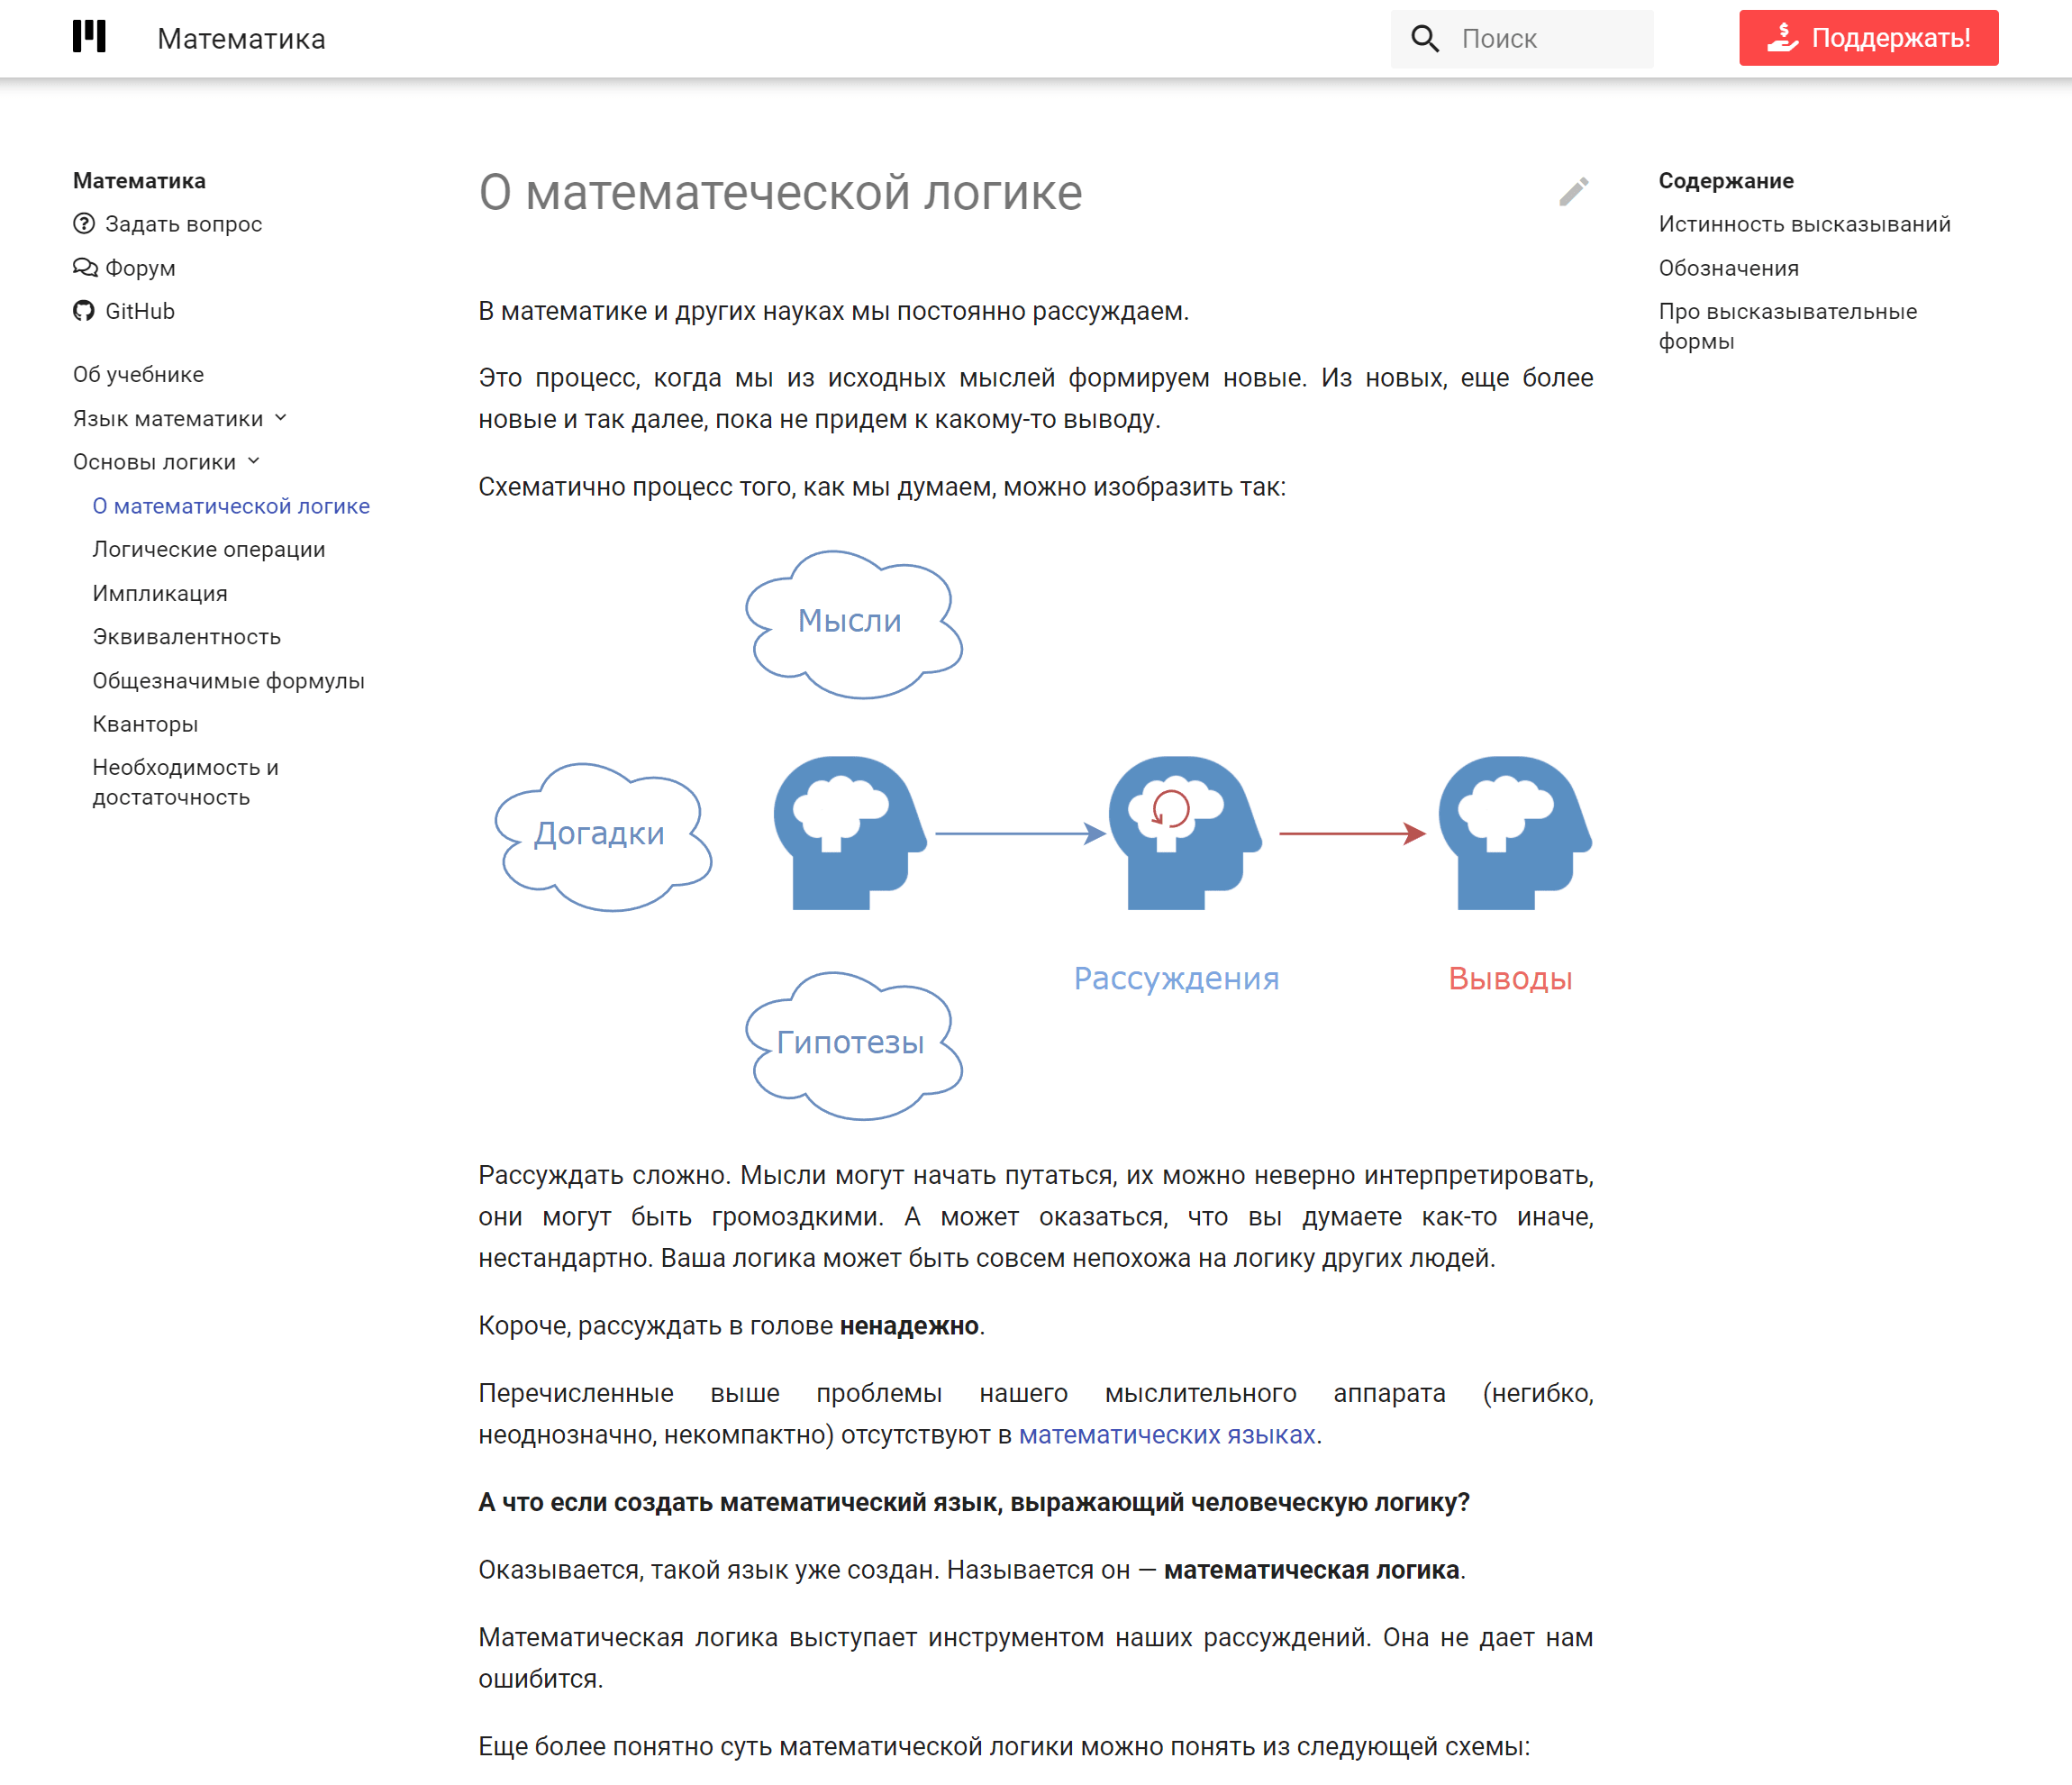 Математика
Поиск
Поддержать!
Математика
Задать вопрос
Форум
GitHub
Об учебнике
Язык математики
Основы логики
О математической логике
Логические операции
Импликация
Эквивалентность
Общезначимые формулы
Кванторы
Необходимость и
достаточность
О математеческой логике
В математике и других науках мы постоянно рассуждаем.
Это процесс, когда мы из исходных мыслей формируем новые. Из новых, еще более
новые и так далее, пока не придем к какому-то выводу.
Схематично процесс того, как мы думаем, можно изобразить так:
Мысли
Догадки
Рассуждения
Выводы
Гипотезы
Рассуждать сложно. Мысли могут начать путаться, их можно неверно интерпретировать,
они могут быть громоздкими. А может оказаться, что вы думаете как-то иначе,
нестандартно. Ваша логика может быть совсем непохожа на логику других людей.
Короче, рассуждать в голове ненадежно.
Перечисленные выше проблемы нашего мыслительного аппарата (негибко,
неоднозначно, некомпактно) отсутствуют в математических языках.
А что если создать математический язык, выражающий человеческую логику?
Оказывается, такой язык уже создан. Называется он — математическая логика.
Математическая логика выступает инструментом наших рассуждений. Она не дает нам
ошибится.
Еще более понятно суть математической логики можно понять из следующей схемы:
Содержание
Истинность высказываний
Обозначения
Про высказывательные
формы